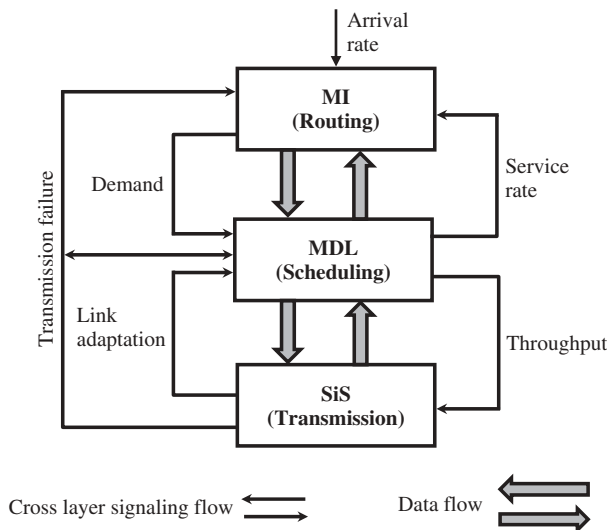 Arrival
rate
MI
(Routing)
Demand
Service
rate
Transmission failure
MDL
(Scheduling)
Link
adaptation
Throughput
SiS
(Transmission)
Cross layer signaling flow
Data flow